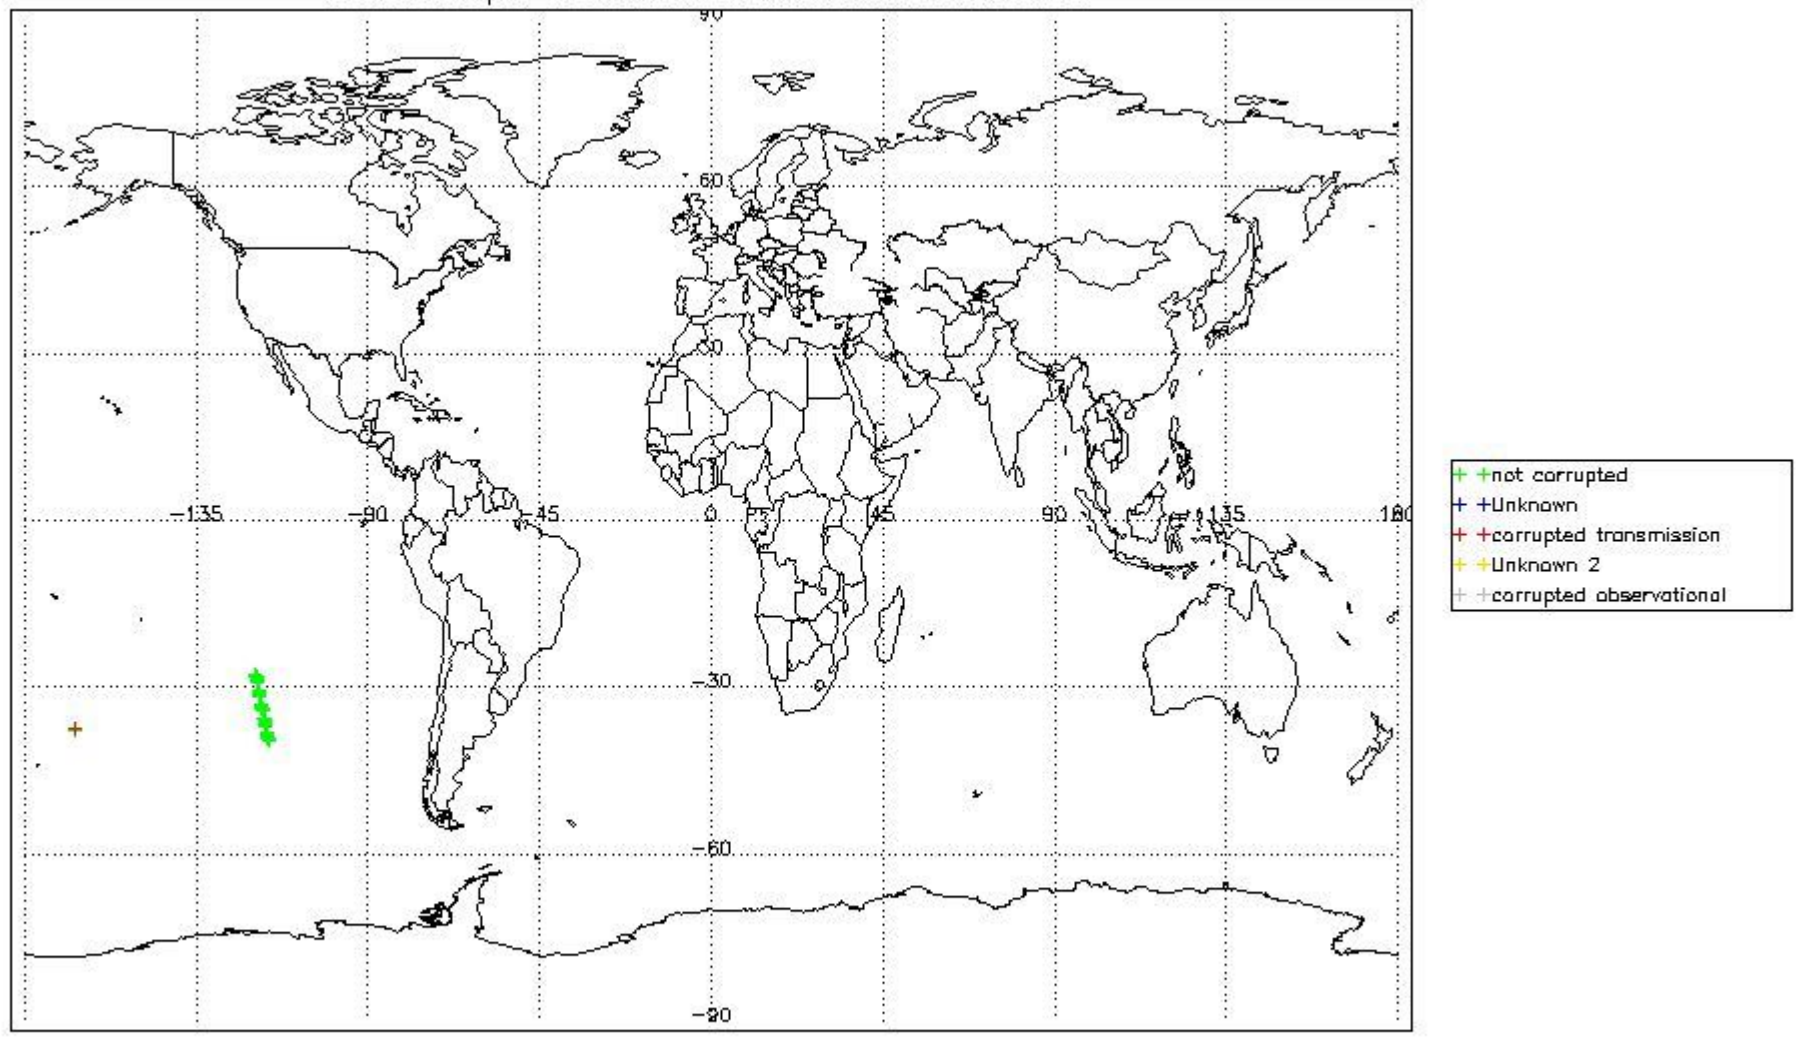 90
60
30
-135 -90 -45 0 45 90 135 180
-30
-60
-90
not corrupted
Unknown
corrupted transmission
Unknown 2
corrupted observational